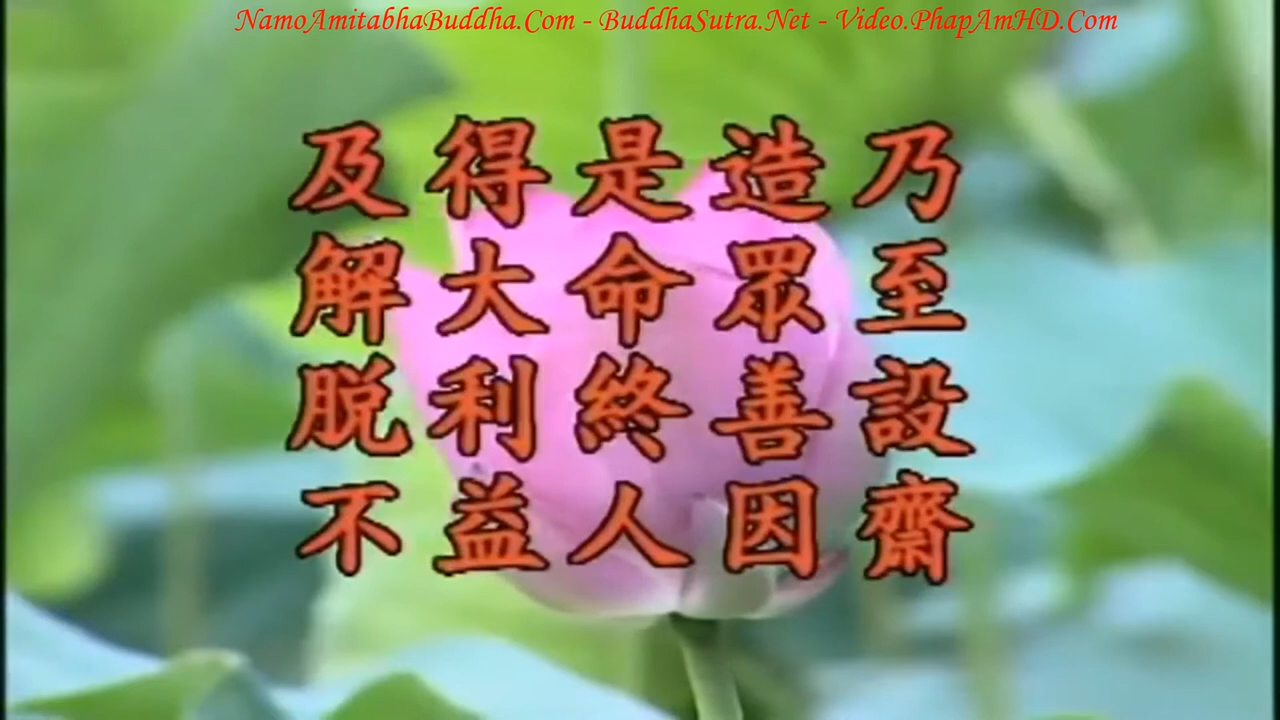 NamoAmitabhaBuddha.Com - BuddhaSutra.Net - Video.PhapAmHD.Com
乃至設齋
造眾善因
是命終人
得大利益
及解脫不